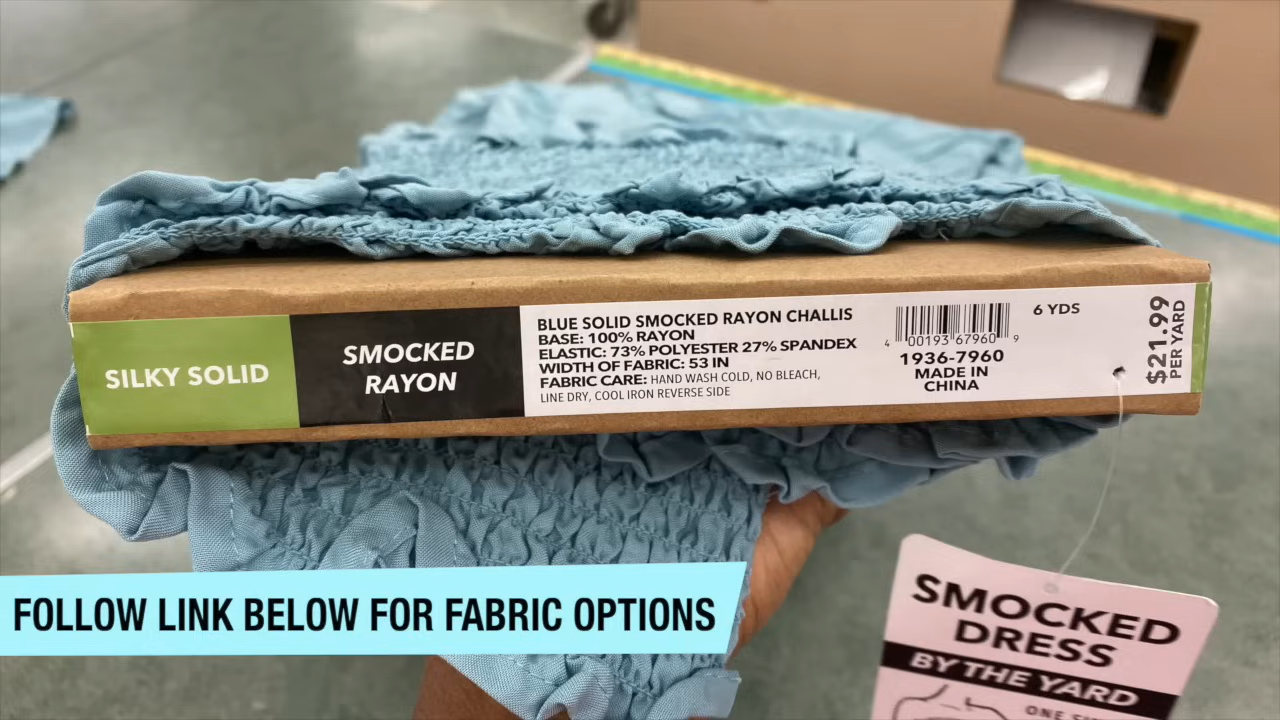 SILKY SOLID
SMOCKED
RAYON
BLUE SOLID SMOCKED RAYON CHALLIS
BASE: 100% RAYON
ELASTIC: 73% POLYESTER 27% SPANDEX
WIDTH OF FABRIC: 53 IN
FABRIC CARE: HAND WASH COLD, NO BLEACH,
LINE DRY, COOL IRON REVERSE SIDE
4 00193 67960 9
1936-7960
MADE IN
CHINA
6 YDS
$21.99
PER YARD
FOLLOW LINK BELOW FOR FABRIC OPTIONS
SMOCKED
DRESS
BY THE YARD
ONE